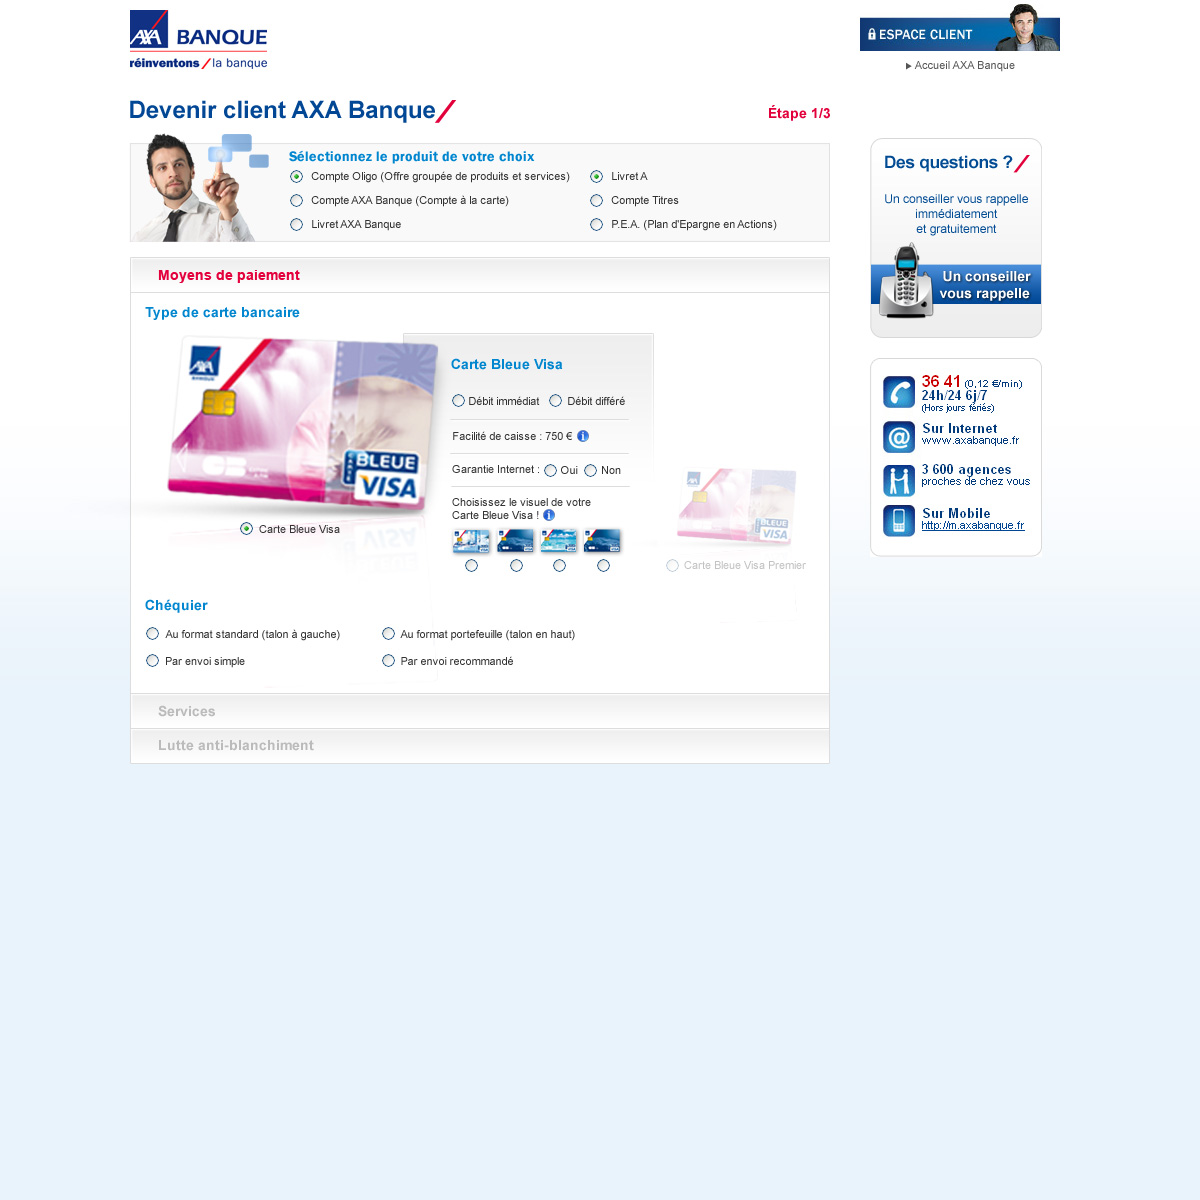 AXA BANQUE
réinventons / la banque
ESPACE CLIENT
Accueil AXA Banque
Devenir client AXA Banque
Étape 1/3
Sélectionnez le produit de votre choix
Compte Oligo (Offre groupée de produits et services)
Livret A
Compte AXA Banque (Compte à la carte)
Compte Titres
Livret AXA Banque
P.E.A. (Plan d'Epargne en Actions)
Moyens de paiement
Type de carte bancaire
AXA
BANQUE
BLEUE
VISA
Carte Bleue Visa
Carte Bleue Visa
Débit immédiat
Débit différé
Facilité de caisse : 750 €
Garantie Internet :
Oui
Non
Choisissez le visuel de votre
Carte Bleue Visa !
BLEUE
VISA
Carte Bleue Visa Premier
Chéquier
Au format standard (talon à gauche)
Au format portefeuille (talon en haut)
Par envoi simple
Par envoi recommandé
Services
Lutte anti-blanchiment
Des questions ?
Un conseiller vous rappelle
immédiatement
et gratuitement
Un conseiller
vous rappelle
36 41 (0,12 €/min)
24h/24 6j/7
(Hors jours fériés)
Sur Internet
www.axabanque.fr
3 600 agences
proches de chez vous
Sur Mobile
http://m.axabanque.fr